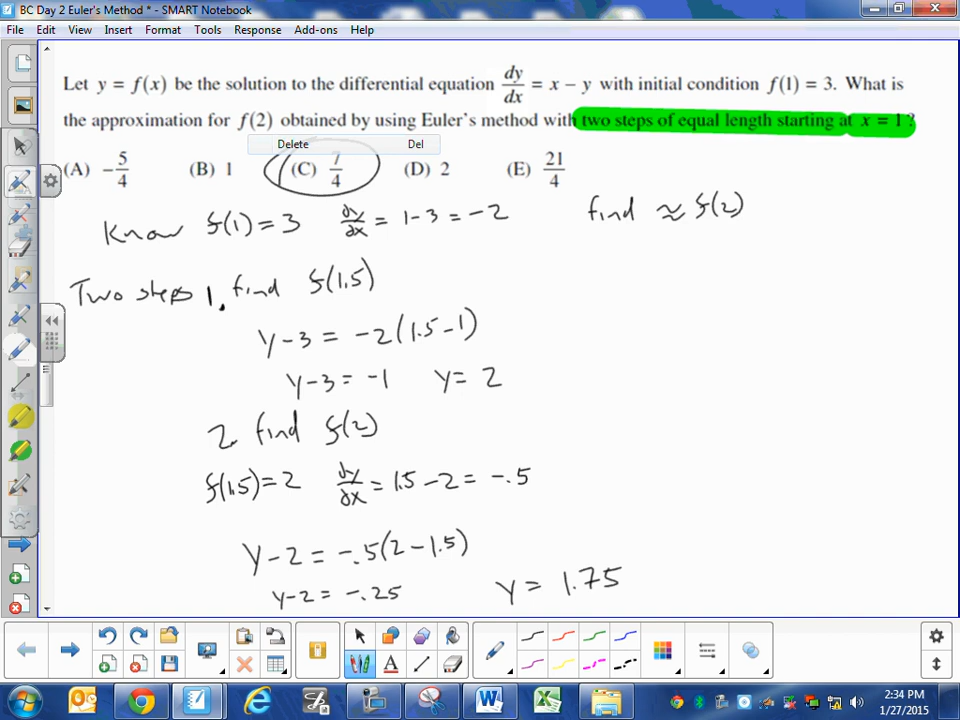 BC Day 2 Euler's Method * - SMART Notebook
File Edit View Insert Format Tools Response Add-ons Help
Let y = f(x) be the solution to the differential equation dy/dx = x − y with initial condition f(1) = 3. What is
the approximation for f(2) obtained by using Euler's method with two steps of equal length starting at x = 1?
Delete Del
(A) −5/4 (B) 1 (C) 7/4 (D) 2 (E) 21/4
Know f(1) = 3 dy/dx = 1-3 = -2 find ≈ f(2)
Two steps 1. find f(1.5)
y-3 = -2(1.5-1)
y-3 = -1 y = 2
2. find f(2)
f(1.5) = 2 dy/dx = 1.5 - 2 = -.5
y-2 = -.5(2-1.5)
y-2 = -.25 y = 1.75
A
2:34 PM
1/27/2015